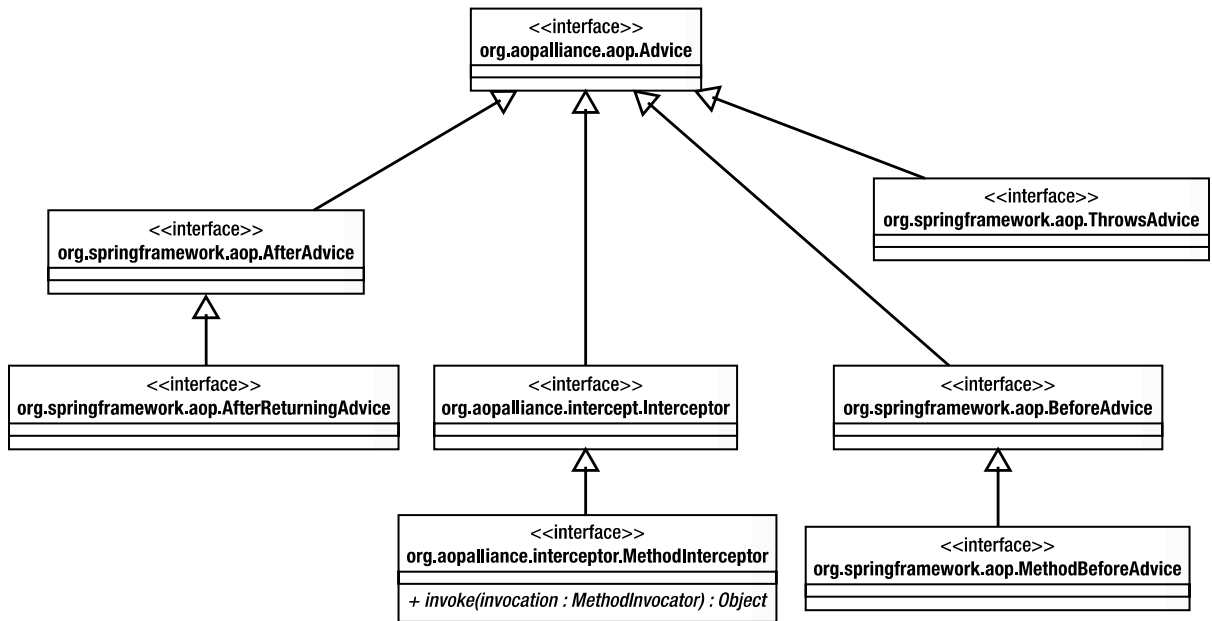 <<interface>>
org.aopalliance.aop.Advice
<<interface>>
org.springframework.aop.ThrowsAdvice
<<interface>>
org.springframework.aop.AfterAdvice
<<interface>>
org.springframework.aop.AfterReturningAdvice
<<interface>>
org.aopalliance.intercept.Interceptor
<<interface>>
org.springframework.aop.BeforeAdvice
<<interface>>
org.aopalliance.interceptor.MethodInterceptor
+ invoke(invocation : MethodInvocator) : Object
<<interface>>
org.springframework.aop.MethodBeforeAdvice